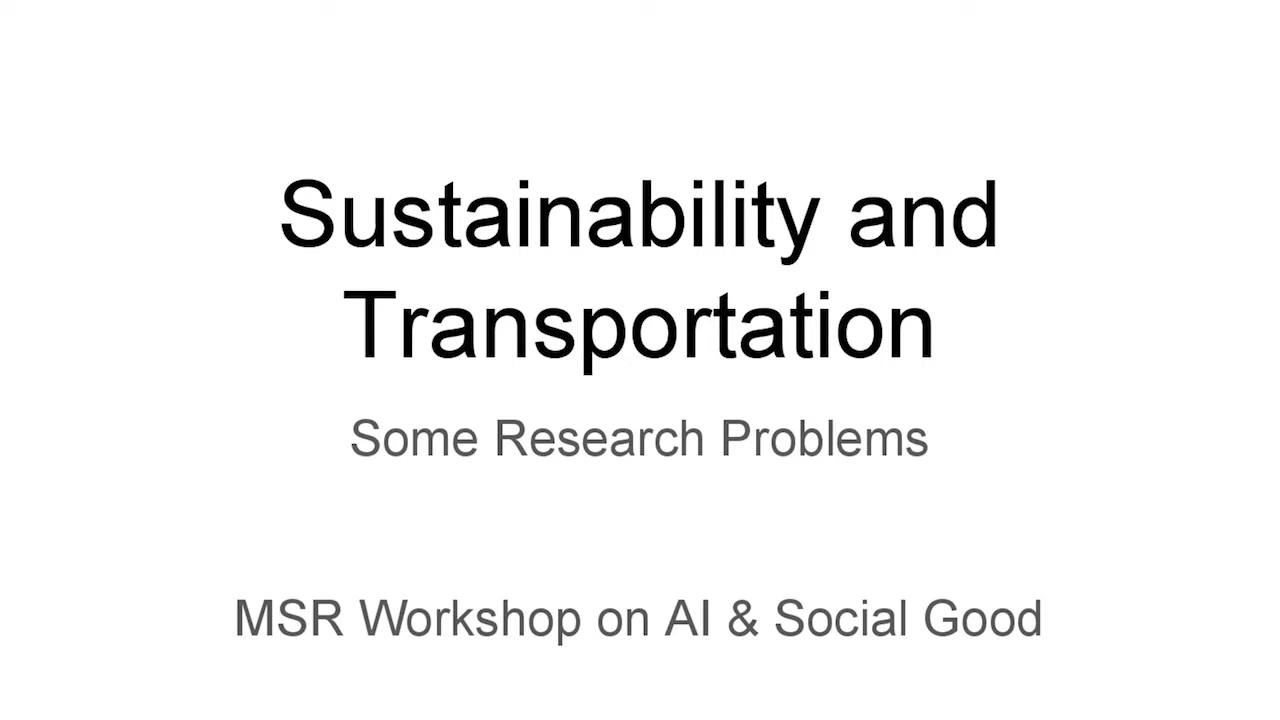 Sustainability and
Transportation
Some Research Problems
MSR Workshop on AI & Social Good